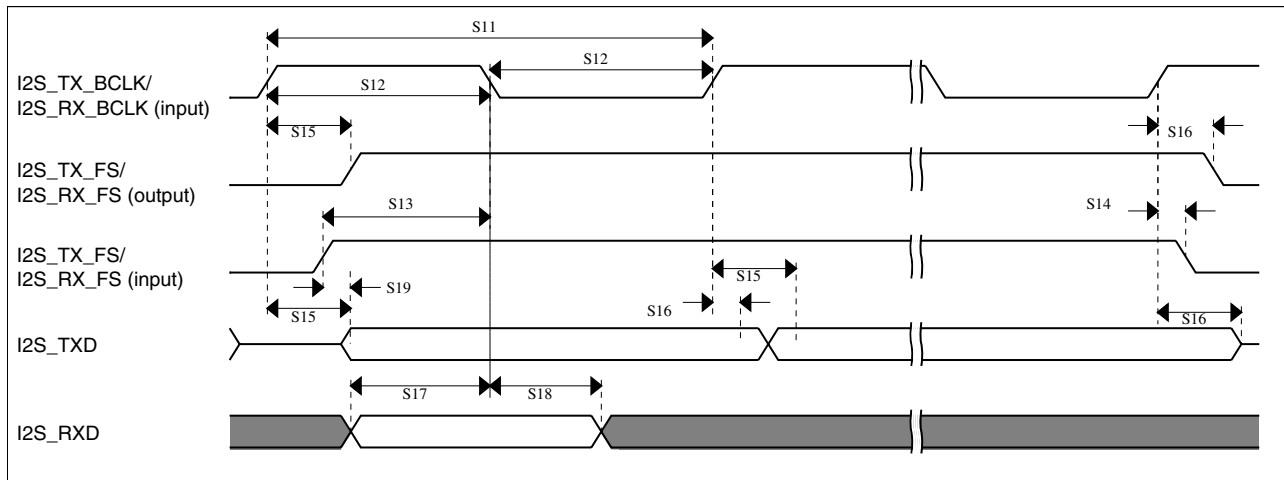 S11
S12
I2S_TX_BCLK/
I2S_RX_BCLK (input)
S12
S15
S16
I2S_TX_FS/
I2S_RX_FS (output)
S13
S14
I2S_TX_FS/
I2S_RX_FS (input)
S15
S19
S15
S16
S16
I2S_TXD
S17
S18
I2S_RXD